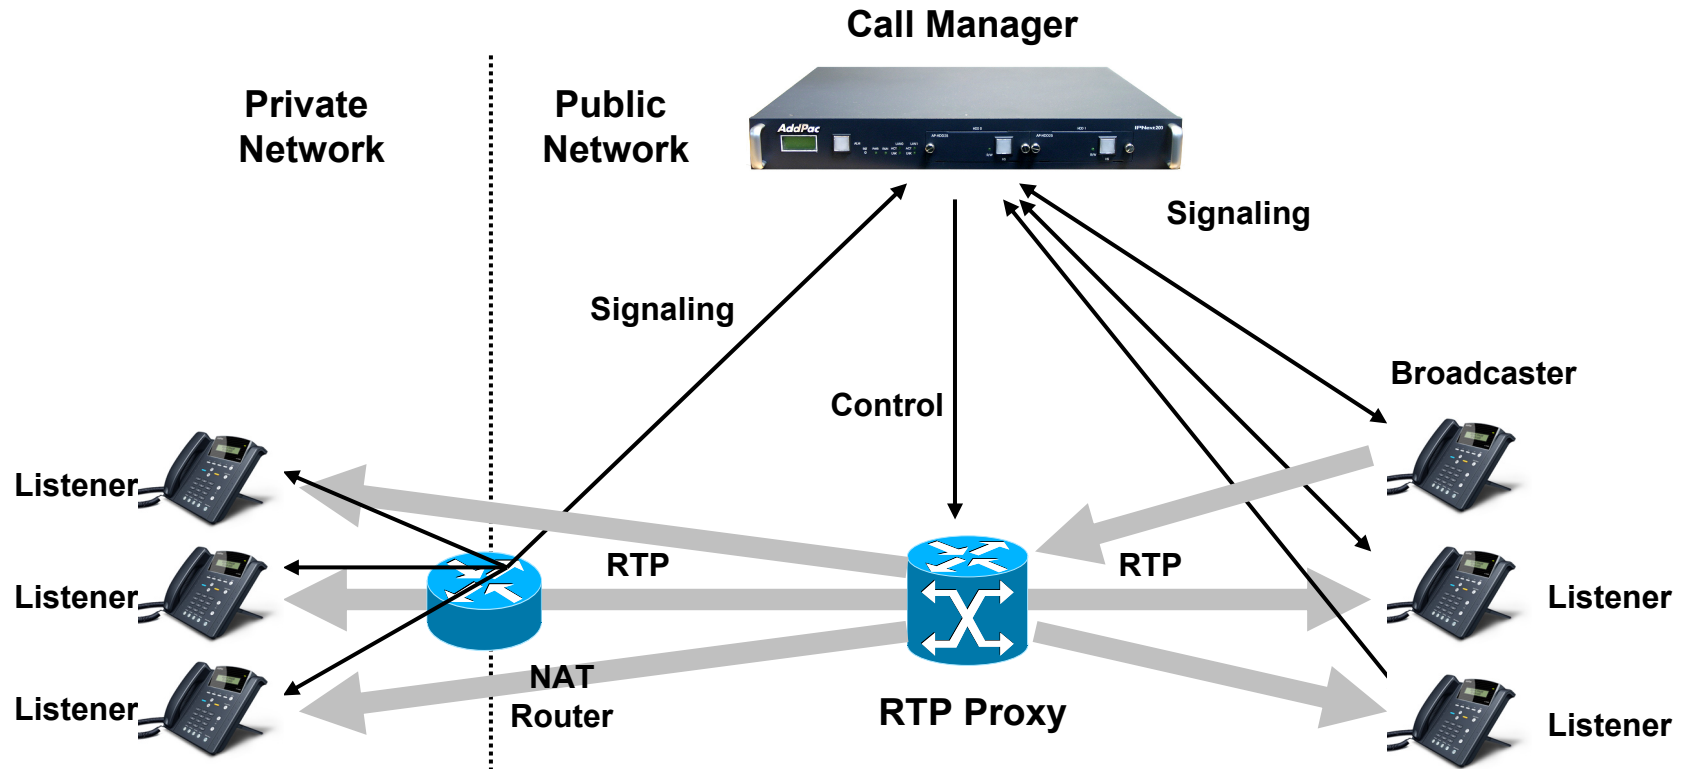 Call Manager
Private
Network
Public
Network
AddPac
IPNext201
Signaling
Signaling
Broadcaster
Control
Listener
RTP
RTP
Listener
Listener
NAT
Router
RTP Proxy
Listener
Listener